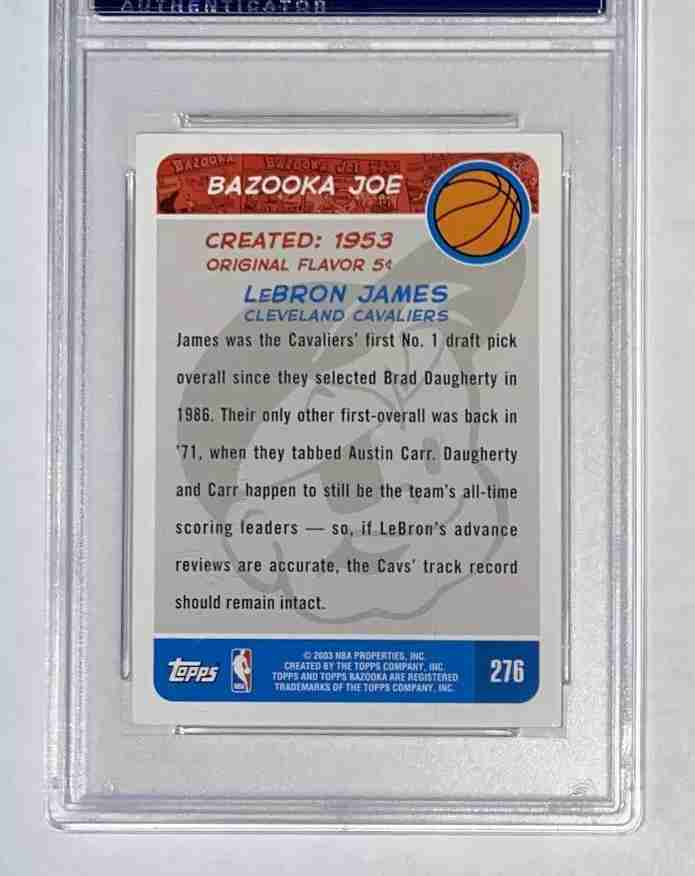 AUTHENTICATOR
BAZOOKA BAZOOKA JOE
BAZOOKA JOE
CREATED: 1953
ORIGINAL FLAVOR 5¢
LEBRON JAMES
CLEVELAND CAVALIERS
James was the Cavaliers' first No. 1 draft pick
overall since they selected Brad Daugherty in
1986. Their only other first-overall was back in
'71, when they tabbed Austin Carr. Daugherty
and Carr happen to still be the team's all-time
scoring leaders — so, if LeBron's advance
reviews are accurate, the Cavs' track record
should remain intact.
Topps NBA
© 2003 NBA PROPERTIES, INC.
CREATED BY THE TOPPS COMPANY, INC.
TOPPS AND TOPPS BAZOOKA ARE REGISTERED
TRADEMARKS OF THE TOPPS COMPANY, INC.
276